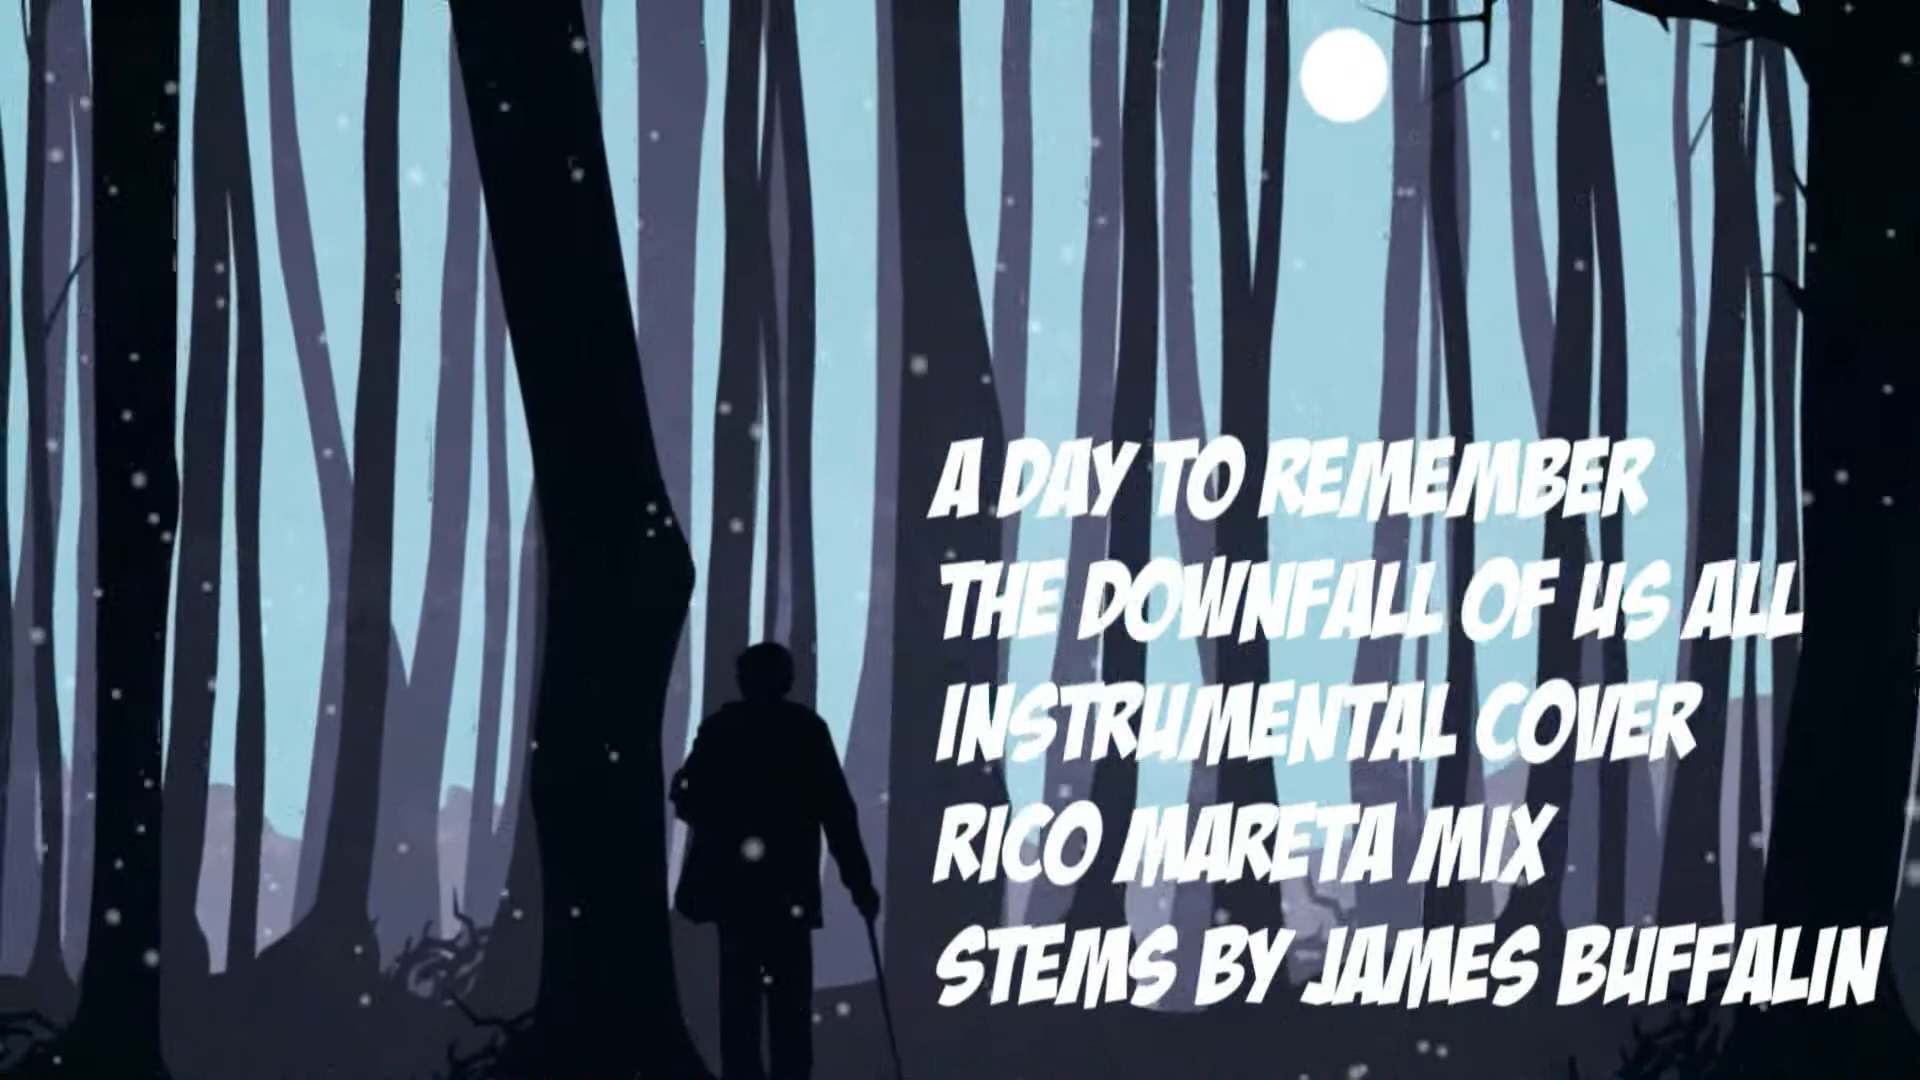 A DAY TO REMEMBER
THE DOWNFALL OF US ALL
INSTRUMENTAL COVER
RICO MARETA MIX
STEMS BY JAMES BUFFALIN